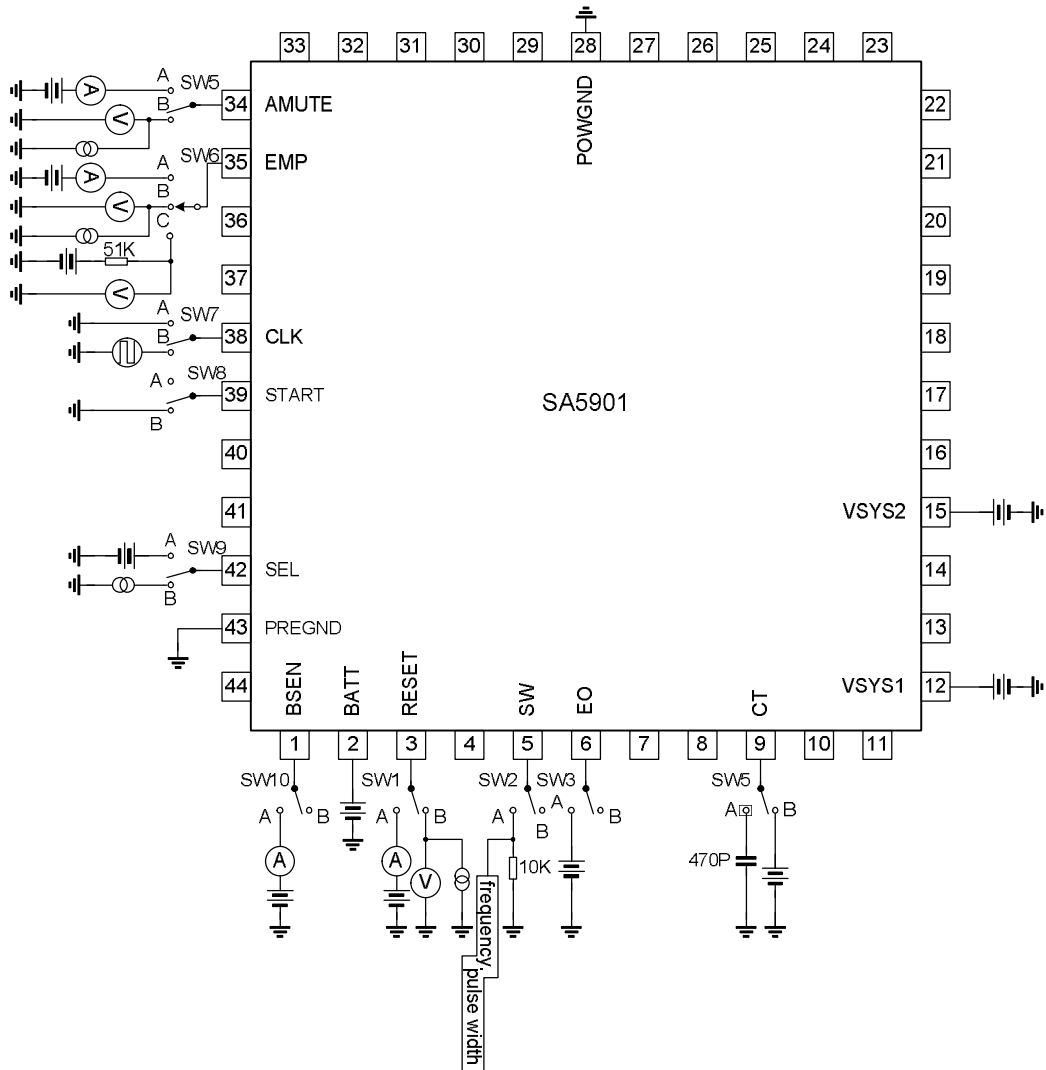 33 32 31 30 29 28 27 26 25 24 23
A SW5
A
B
34 AMUTE
V
POWGND
22
SW6
35 EMP
A
A
B
V
C
21
36
51K
20
37
V
19
A SW7
B
38 CLK
18
A SW8
39 START
B
SA5901
17
40
16
41
VSYS2 15
A SW9
42 SEL
B
14
43 PREGND
13
44
BSEN
BATT
RESET
SW
EO
CT
VSYS1 12
1 2 3 4 5 6 7 8 9 10 11
SW10
SW1
SW2
SW3
SW5
A B
A B
A B
A B
A B
A
A
V
10K
470P
frequency,
pulse width